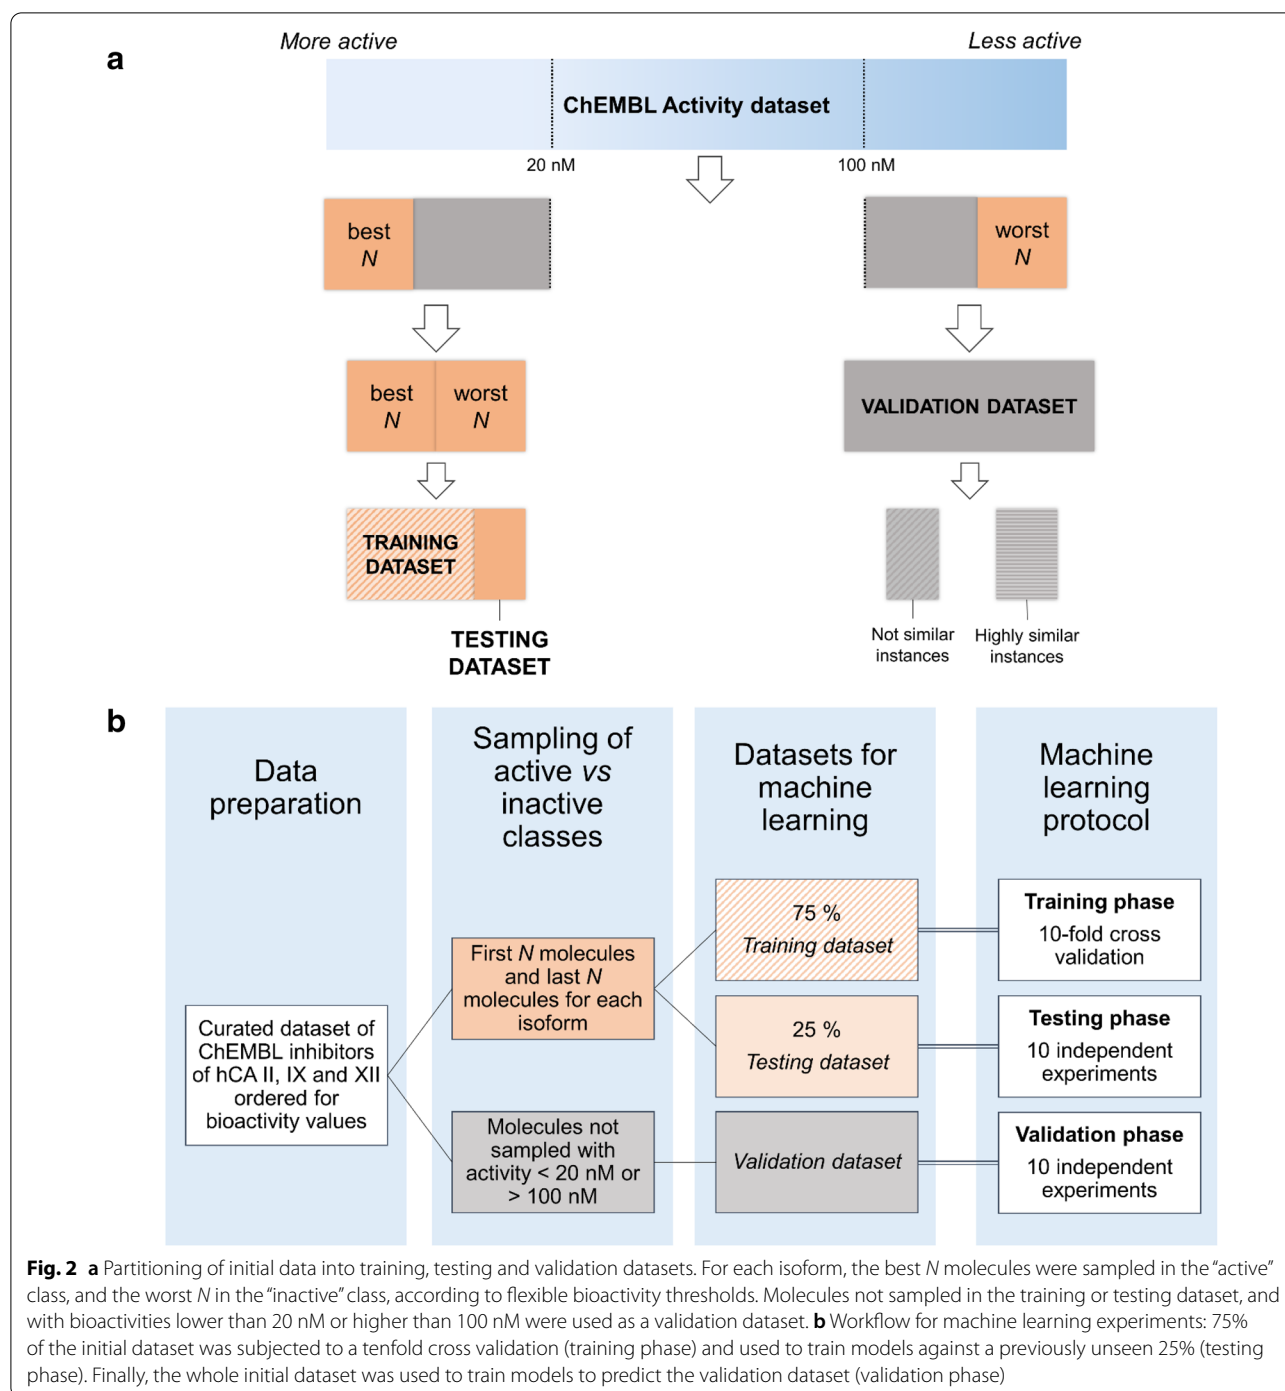 a
More active
Less active
ChEMBL Activity dataset
20 nM
100 nM
best
N
worst
N
best
N
worst
N
VALIDATION DATASET
TRAINING
DATASET
TESTING
DATASET
Not similar
instances
Highly similar
instances
b
Data
preparation
Sampling of
active vs
inactive
classes
Datasets for
machine
learning
Machine
learning
protocol
Curated dataset of
ChEMBL inhibitors
of hCA II, IX and XII
ordered for
bioactivity values
First N molecules
and last N
molecules for each
isoform
Molecules not
sampled with
activity < 20 nM or
> 100 nM
75 %
Training dataset
25 %
Testing dataset
Validation dataset
Training phase
10-fold cross
validation
Testing phase
10 independent
experiments
Validation phase
10 independent
experiments
Fig. 2 a Partitioning of initial data into training, testing and validation datasets. For each isoform, the best N molecules were sampled in the “active”
class, and the worst N in the “inactive” class, according to flexible bioactivity thresholds. Molecules not sampled in the training or testing dataset, and
with bioactivities lower than 20 nM or higher than 100 nM were used as a validation dataset. b Workflow for machine learning experiments: 75%
of the initial dataset was subjected to a tenfold cross validation (training phase) and used to train models against a previously unseen 25% (testing
phase). Finally, the whole initial dataset was used to train models to predict the validation dataset (validation phase)